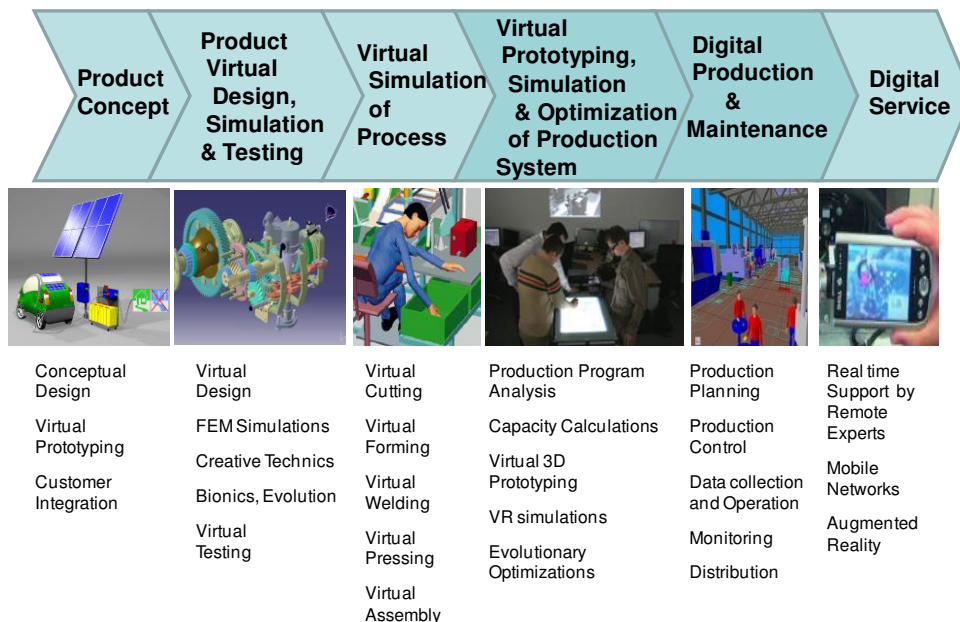 Product
Concept
Product
Virtual
Design,
Simulation
& Testing
Virtual
Simulation
of
Process
Virtual
Prototyping,
Simulation
& Optimization
of Production
System
Digital
Production
&
Maintenance
Digital
Service
Conceptual
Design
Virtual
Prototyping
Customer
Integration
Virtual
Design
FEM Simulations
Creative Technics
Bionics, Evolution
Virtual
Testing
Virtual
Cutting
Virtual
Forming
Virtual
Welding
Virtual
Pressing
Virtual
Assembly
Production Program
Analysis
Capacity Calculations
Virtual 3D
Prototyping
VR simulations
Evolutionary
Optimizations
Production
Planning
Production
Control
Data collection
and Operation
Monitoring
Distribution
Real time
Support by
Remote
Experts
Mobile
Networks
Augmented
Reality